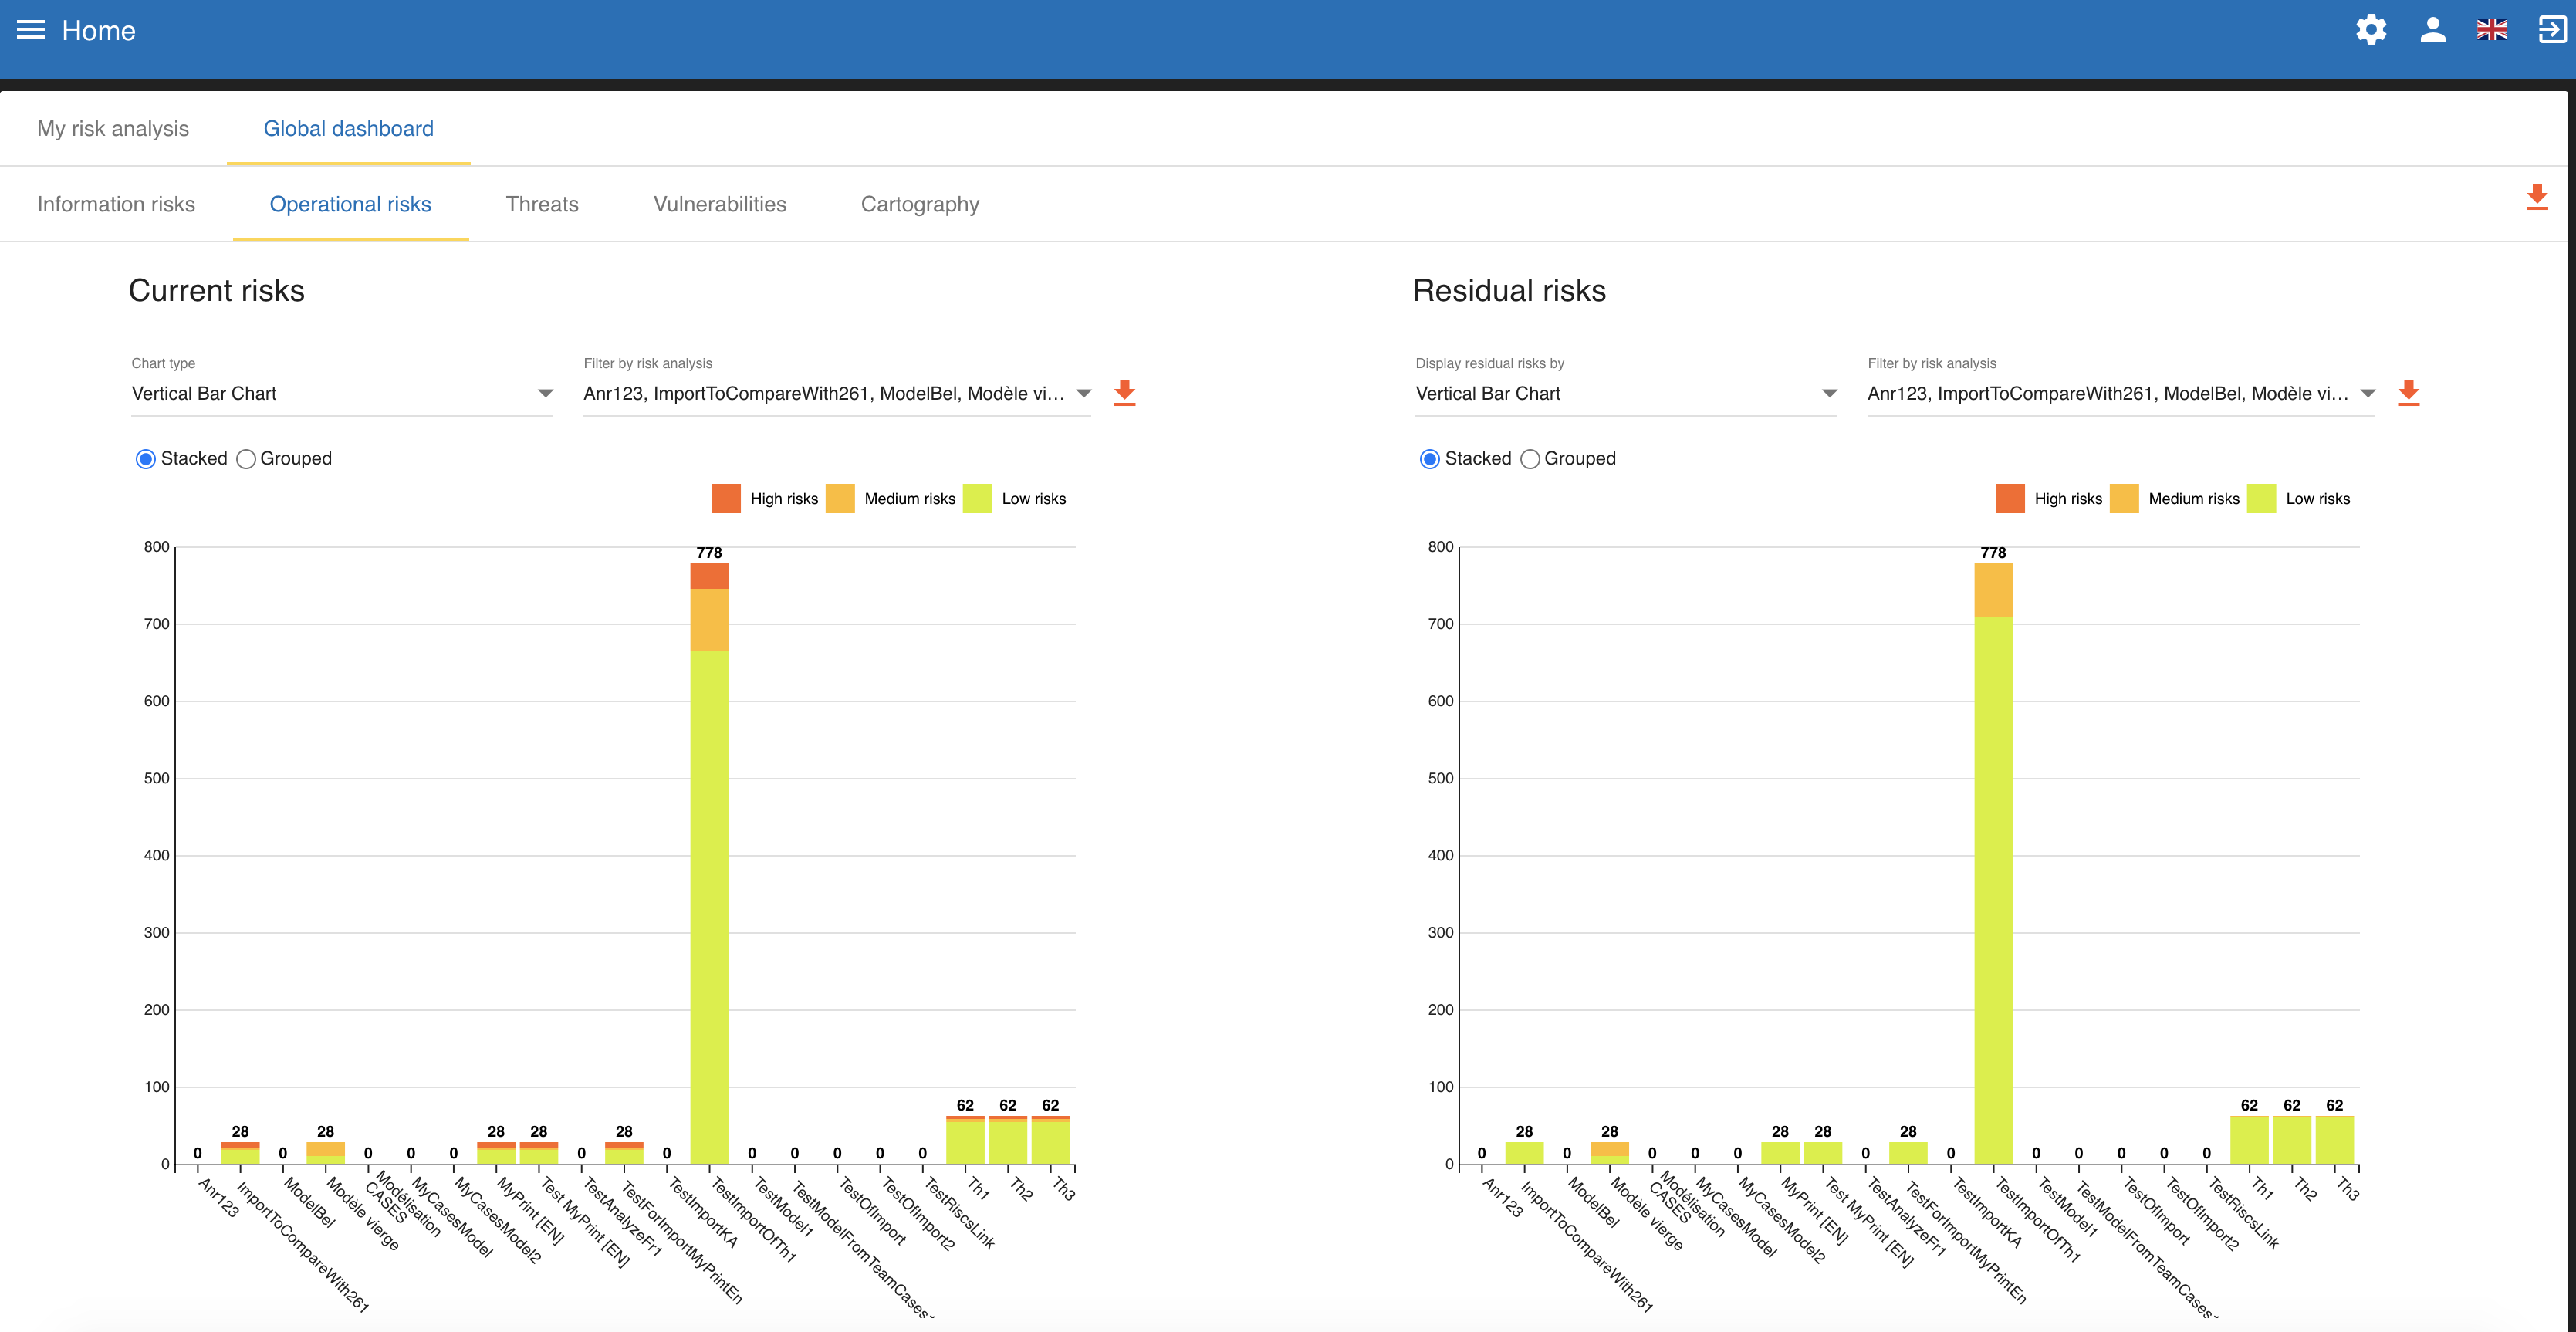 Home
My risk analysis Global dashboard
Information risks Operational risks Threats Vulnerabilities Cartography
Current risks
Chart type
Vertical Bar Chart
Filter by risk analysis
Anr123, ImportToCompareWith261, ModelBel, Modèle vi...
Stacked Grouped
High risks Medium risks Low risks
800
700
600
500
400
300
200
100
0
0 28 0 28 0 0 0 28 28 0 28 0 778 0 0 0 0 0 62 62 62
Anr123
ImportToCompareWith261
ModelBel
Modèle vierge
Modélisation
CASES
MyCasesModel
MyCasesModel2
MyPrint [EN]
Test MyPrint [EN]
TestAnalyzeFr1
TestForImportMyPrintEn
TestImportKA
TestImportOfTh1
TestModel1
TestModelFromTeamCases
TestOfImport
TestOfImport2
TestRiscsLink
Th1
Th2
Th3
Residual risks
Display residual risks by
Vertical Bar Chart
Filter by risk analysis
Anr123, ImportToCompareWith261, ModelBel, Modèle vi...
Stacked Grouped
High risks Medium risks Low risks
800
700
600
500
400
300
200
100
0
0 28 0 28 0 0 0 28 28 0 28 0 778 0 0 0 0 0 62 62 62
Anr123
ImportToCompareWith261
ModelBel
Modèle vierge
Modélisation
CASES
MyCasesModel
MyCasesModel2
MyPrint [EN]
Test MyPrint [EN]
TestAnalyzeFr1
TestForImportMyPrintEn
TestImportKA
TestImportOfTh1
TestModel1
TestModelFromTeamCases
TestOfImport
TestOfImport2
TestRiscsLink
Th1
Th2
Th3